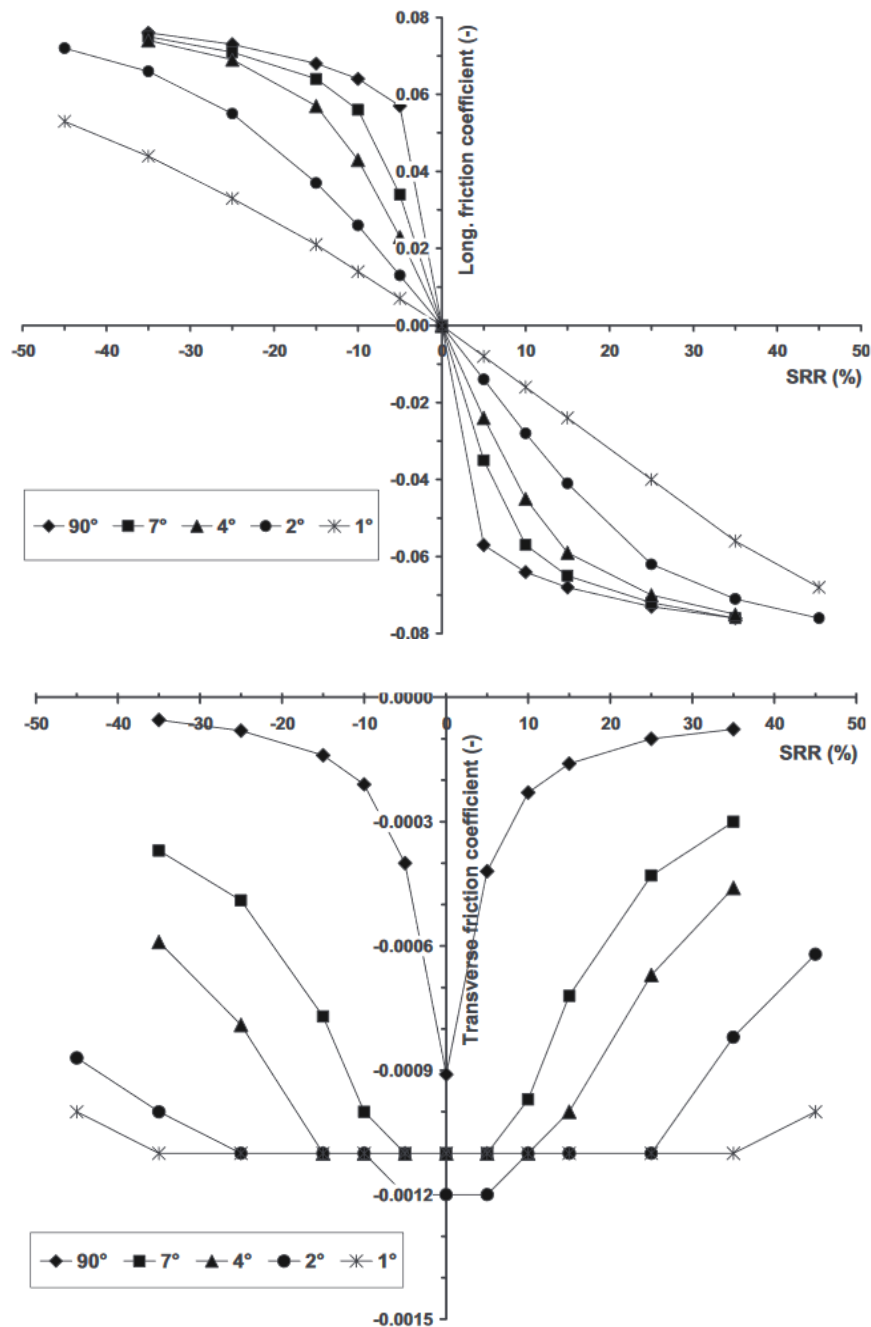 0.08
0.06
0.04
0.02
0.00
-0.02
-0.04
-0.06
-0.08
Long. friction coefficient (-)
-50 -40 -30 -20 -10 0 10 20 30 40 50
SRR (%)
90° 7° 4° 2° 1°
0.0000
-50 -40 -30 -20 -10 0 10 20 30 40 50
SRR (%)
Transverse friction coefficient (-)
-0.0003
-0.0006
-0.0009
-0.0012
-0.0015
90° 7° 4° 2° 1°